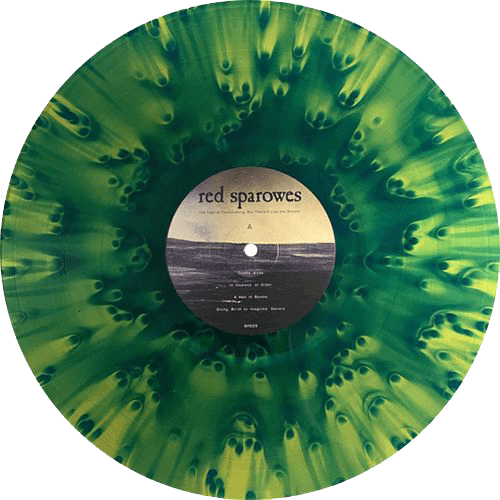 red sparowes
The Fear is Excruciating, But Therein Lies the Answer
A
Truths Arise
In Illusions of Order
A Hail of Bombs
Giving Birth to Imagined Saviors
SH025